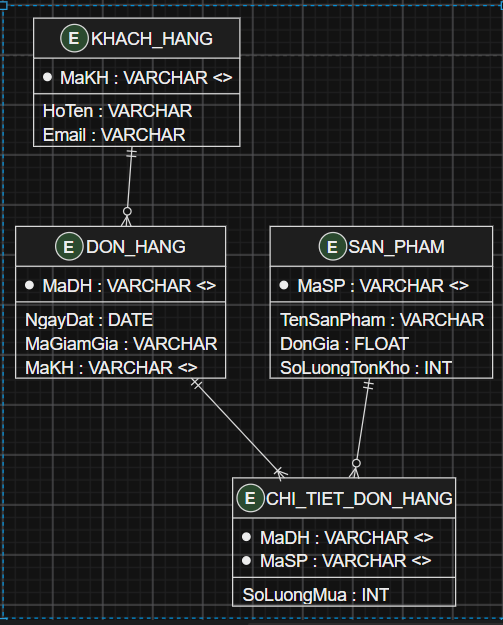 E KHACH_HANG
MaKH : VARCHAR <>
HoTen : VARCHAR
Email : VARCHAR
E DON_HANG
MaDH : VARCHAR <>
NgayDat : DATE
MaGiamGia : VARCHAR
MaKH : VARCHAR <>
E SAN_PHAM
MaSP : VARCHAR <>
TenSanPham : VARCHAR
DonGia : FLOAT
SoLuongTonKho : INT
E CHI_TIET_DON_HANG
MaDH : VARCHAR <>
MaSP : VARCHAR <>
SoLuongMua : INT